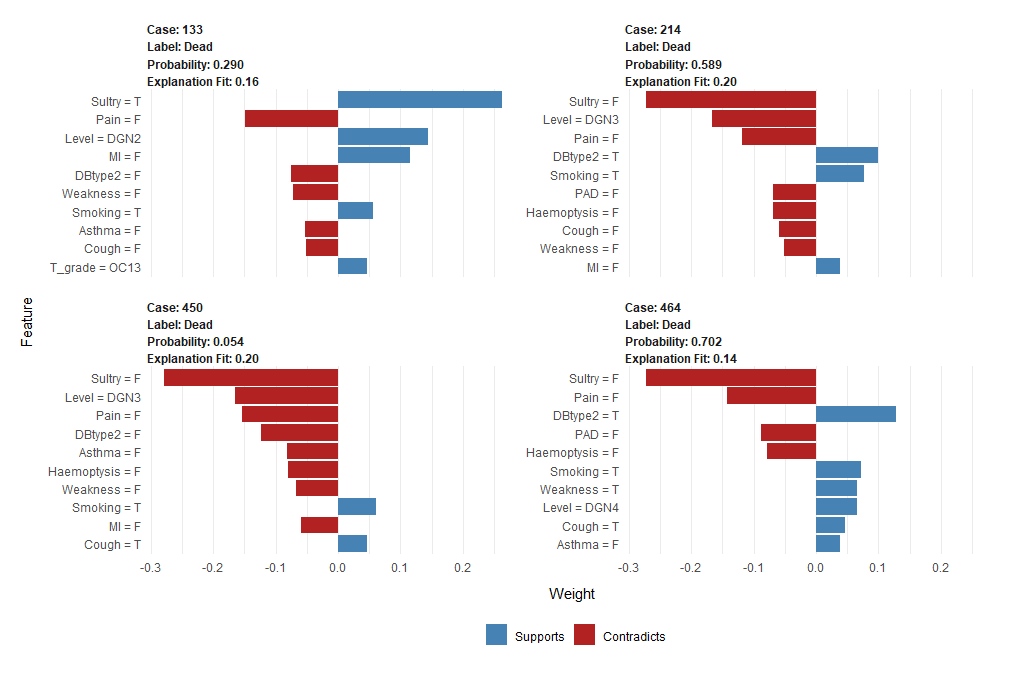 Case: 133
Label: Dead
Probability: 0.290
Explanation Fit: 0.16
Sultry = T
Pain = F
Level = DGN2
MI = F
DBtype2 = F
Weakness = F
Smoking = T
Asthma = F
Cough = F
T_grade = OC13
Case: 214
Label: Dead
Probability: 0.589
Explanation Fit: 0.20
Sultry = F
Level = DGN3
Pain = F
DBtype2 = T
Smoking = T
PAD = F
Haemoptysis = F
Cough = F
Weakness = F
MI = F
Feature
Case: 450
Label: Dead
Probability: 0.054
Explanation Fit: 0.20
Sultry = F
Level = DGN3
Pain = F
DBtype2 = F
Asthma = F
Haemoptysis = F
Weakness = F
Smoking = T
MI = F
Cough = T
-0.3 -0.2 -0.1 0.0 0.1 0.2
Case: 464
Label: Dead
Probability: 0.702
Explanation Fit: 0.14
Sultry = F
Pain = F
DBtype2 = T
PAD = F
Haemoptysis = F
Smoking = T
Weakness = T
Level = DGN4
Cough = T
Asthma = F
-0.3 -0.2 -0.1 0.0 0.1 0.2
Weight
Supports Contradicts